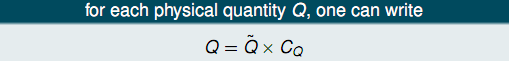 for each physical quantity Q, one can write
Q = Q̃ × C_Q